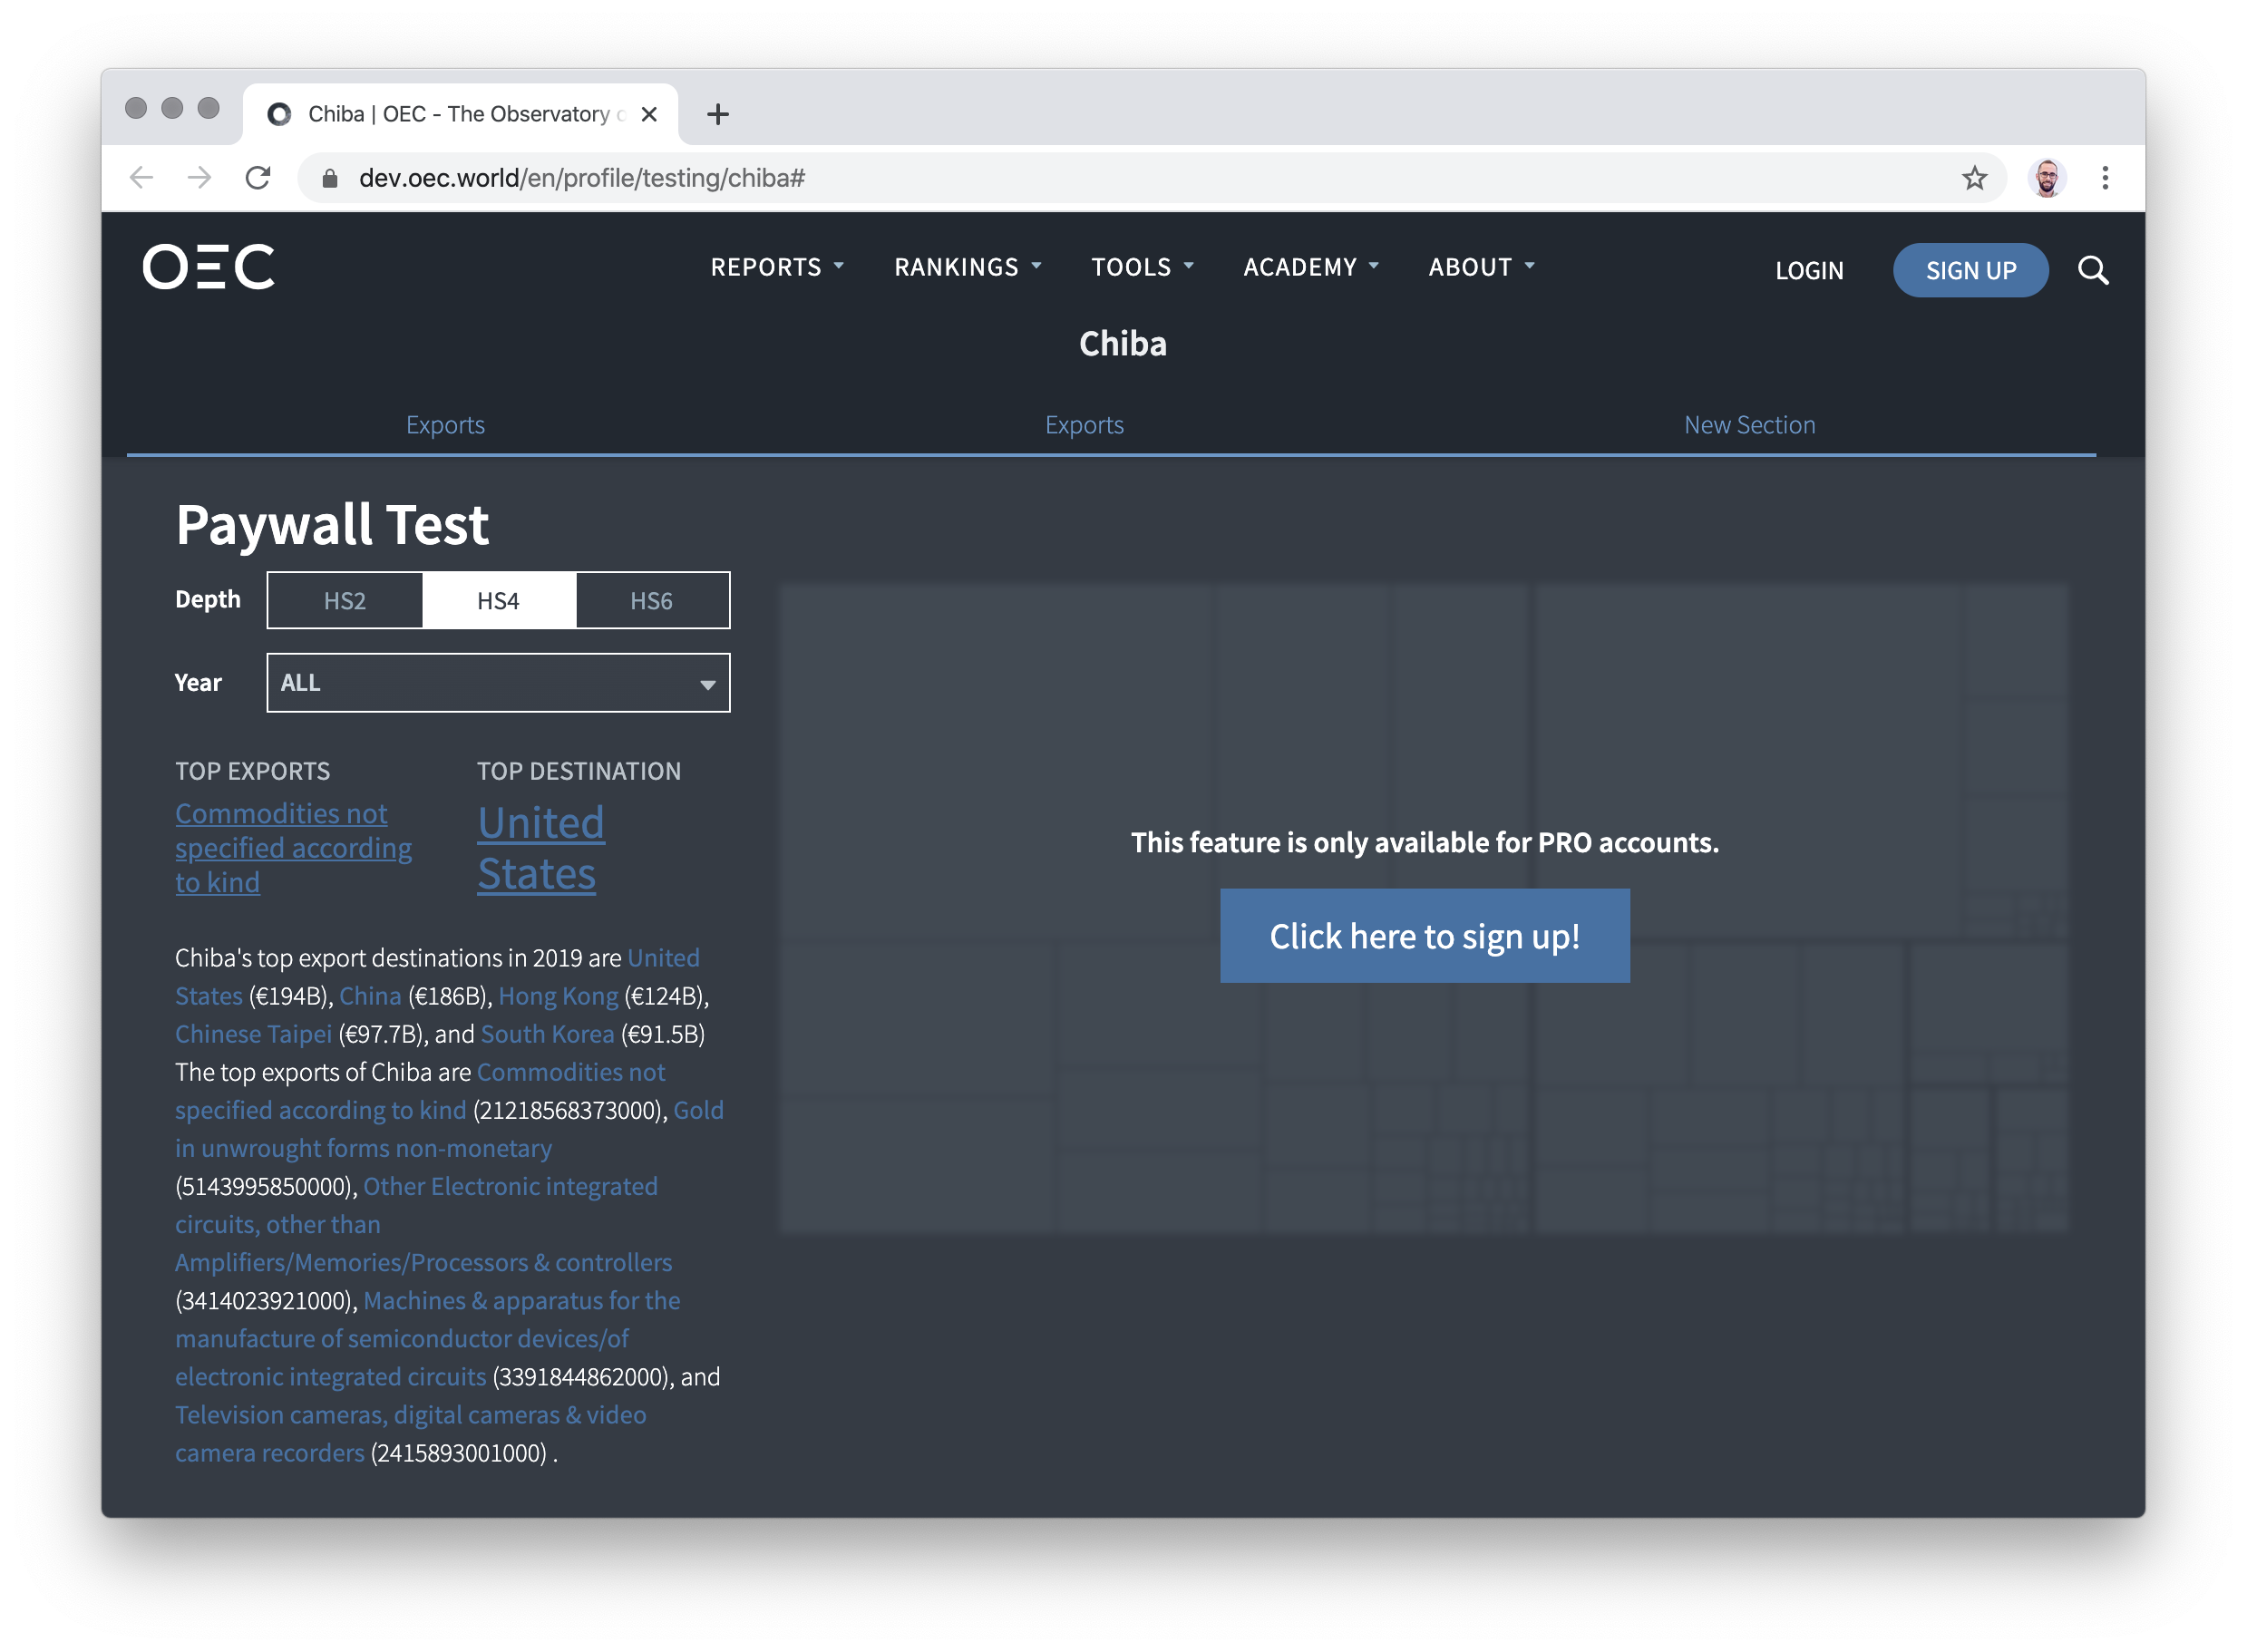 Chiba | OEC - The Observatory
dev.oec.world/en/profile/testing/chiba#
OEC
REPORTS RANKINGS TOOLS ACADEMY ABOUT
LOGIN SIGN UP
Chiba
Exports Exports New Section
Paywall Test
Depth HS2 HS4 HS6
Year ALL
TOP EXPORTS
Commodities not
specified according
to kind
TOP DESTINATION
United
States
Chiba's top export destinations in 2019 are United
States (€194B), China (€186B), Hong Kong (€124B),
Chinese Taipei (€97.7B), and South Korea (€91.5B)
The top exports of Chiba are Commodities not
specified according to kind (21218568373000), Gold
in unwrought forms non-monetary
(5143995850000), Other Electronic integrated
circuits, other than
Amplifiers/Memories/Processors & controllers
(3414023921000), Machines & apparatus for the
manufacture of semiconductor devices/of
electronic integrated circuits (3391844862000), and
Television cameras, digital cameras & video
camera recorders (2415893001000) .
This feature is only available for PRO accounts.
Click here to sign up!